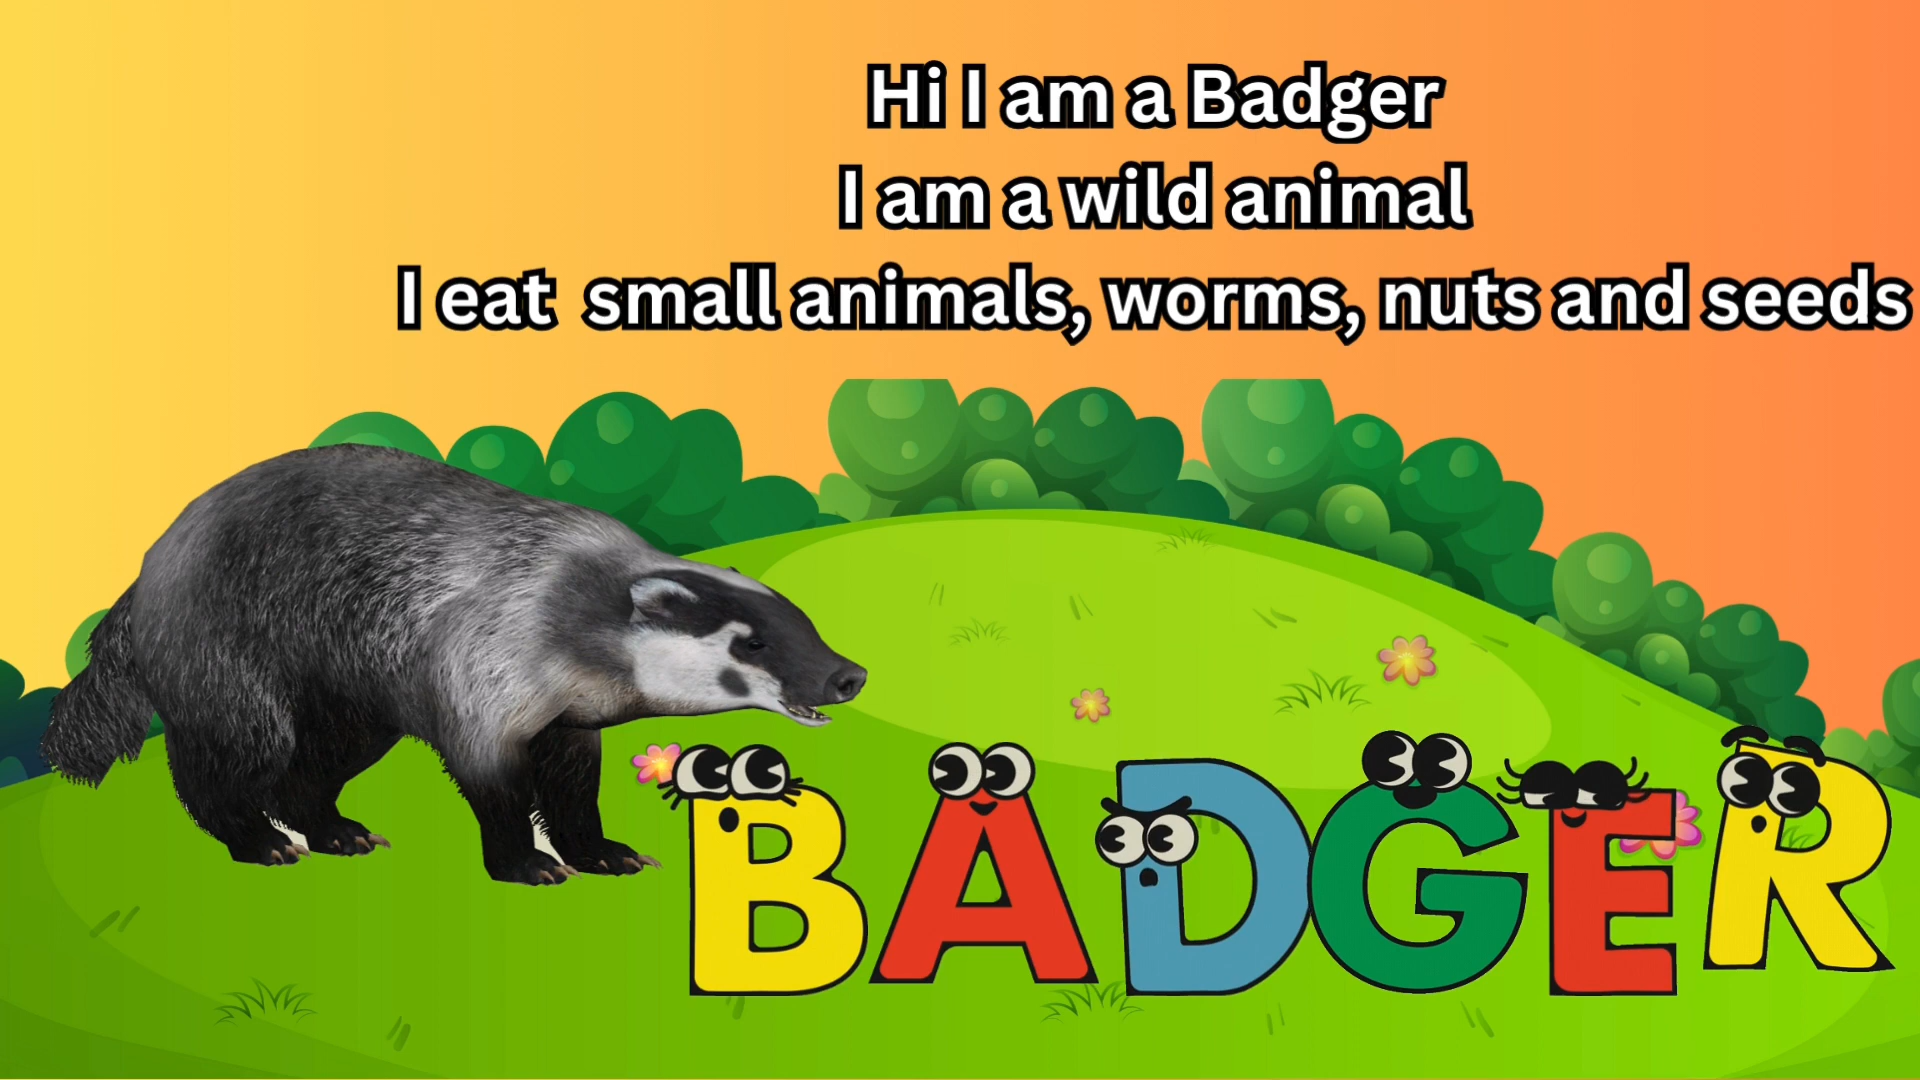 Hi I am a Badger
I am a wild animal
I eat  small animals, worms, nuts and seeds
BADGER